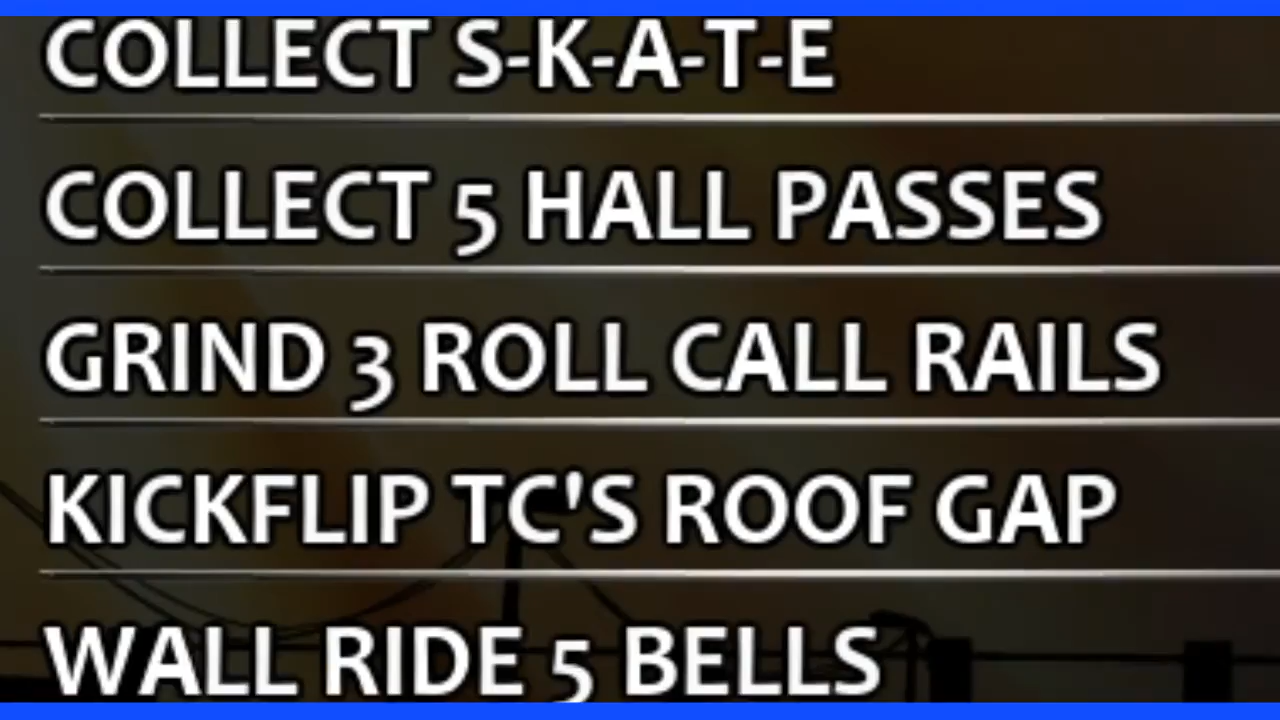 COLLECT S-K-A-T-E
COLLECT 5 HALL PASSES
GRIND 3 ROLL CALL RAILS
KICKFLIP TC'S ROOF GAP
WALL RIDE 5 BELLS